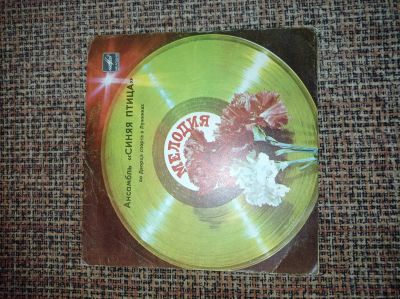 Ансамбль «СИНЯЯ ПТИЦА»
во Дворце спорта в Лужниках
МЕЛОДИЯ